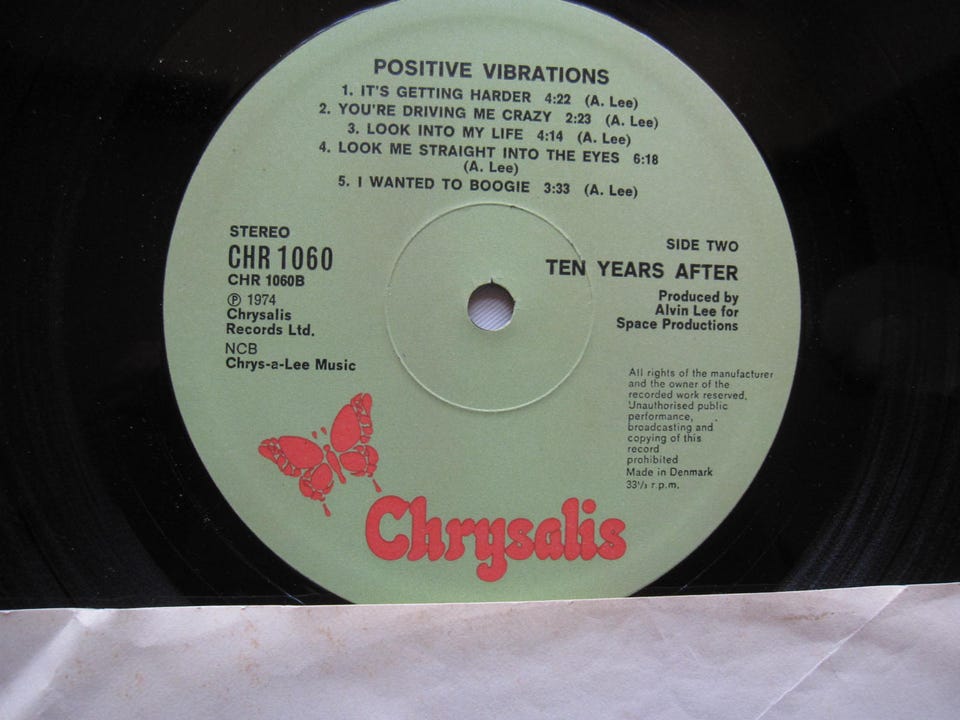 POSITIVE VIBRATIONS
1. IT'S GETTING HARDER 4:22 (A. Lee)
2. YOU'RE DRIVING ME CRAZY 2:23 (A. Lee)
3. LOOK INTO MY LIFE 4:14 (A. Lee)
4. LOOK ME STRAIGHT INTO THE EYES 6:18
(A. Lee)
5. I WANTED TO BOOGIE 3:33 (A. Lee)
STEREO
CHR 1060
CHR 1060B
Ⓟ 1974
Chrysalis
Records Ltd.
NCB
Chrys-a-Lee Music
SIDE TWO
TEN YEARS AFTER
Produced by
Alvin Lee for
Space Productions
All rights of the manufacturer
and the owner of the
recorded work reserved.
Unauthorised public
performance,
broadcasting and
copying of this
record
prohibited
Made in Denmark
33⅓ r.p.m.
Chrysalis